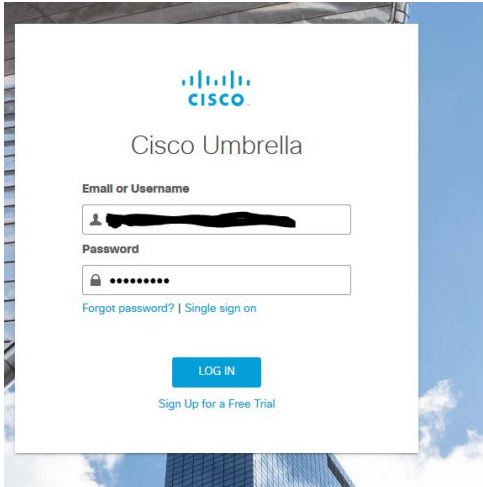 CISCO
Cisco Umbrella
Email or Username
Password
•••••••••
Forgot password? | Single sign on
LOG IN
Sign Up for a Free Trial